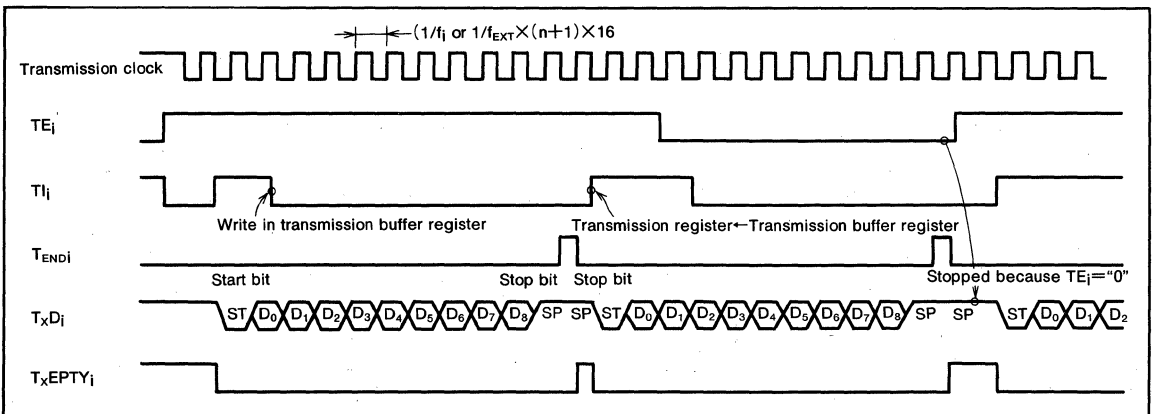 (1/fi or 1/fEXT×(n+1)×16
Transmission clock
TEi
TIi
Write in transmission buffer register
Transmission register←Transmission buffer register
TENDi
Start bit
Stop bit
Stop bit
Stopped because TEi="0"
TxDi
ST D0 D1 D2 D3 D4 D5 D6 D7 D8 SP SP ST D0 D1 D2 D3 D4 D5 D6 D7 D8 SP SP ST D0 D1 D2
TxEPTYi